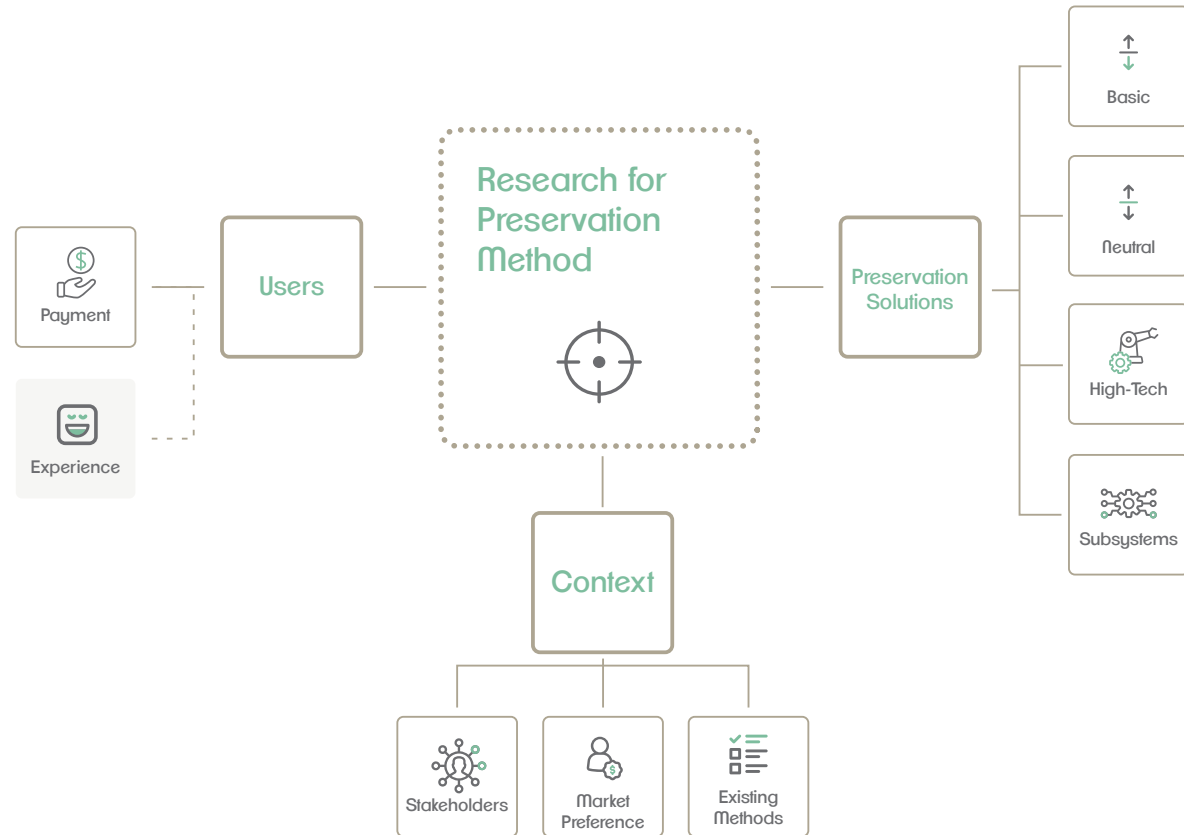 Basic
Research for
Preservation
Method
Neutral
Users
Preservation
Solutions
$
Payment
High-Tech
Experience
Subsystems
Context
$
Stakeholders
Market
Preference
Existing
Methods